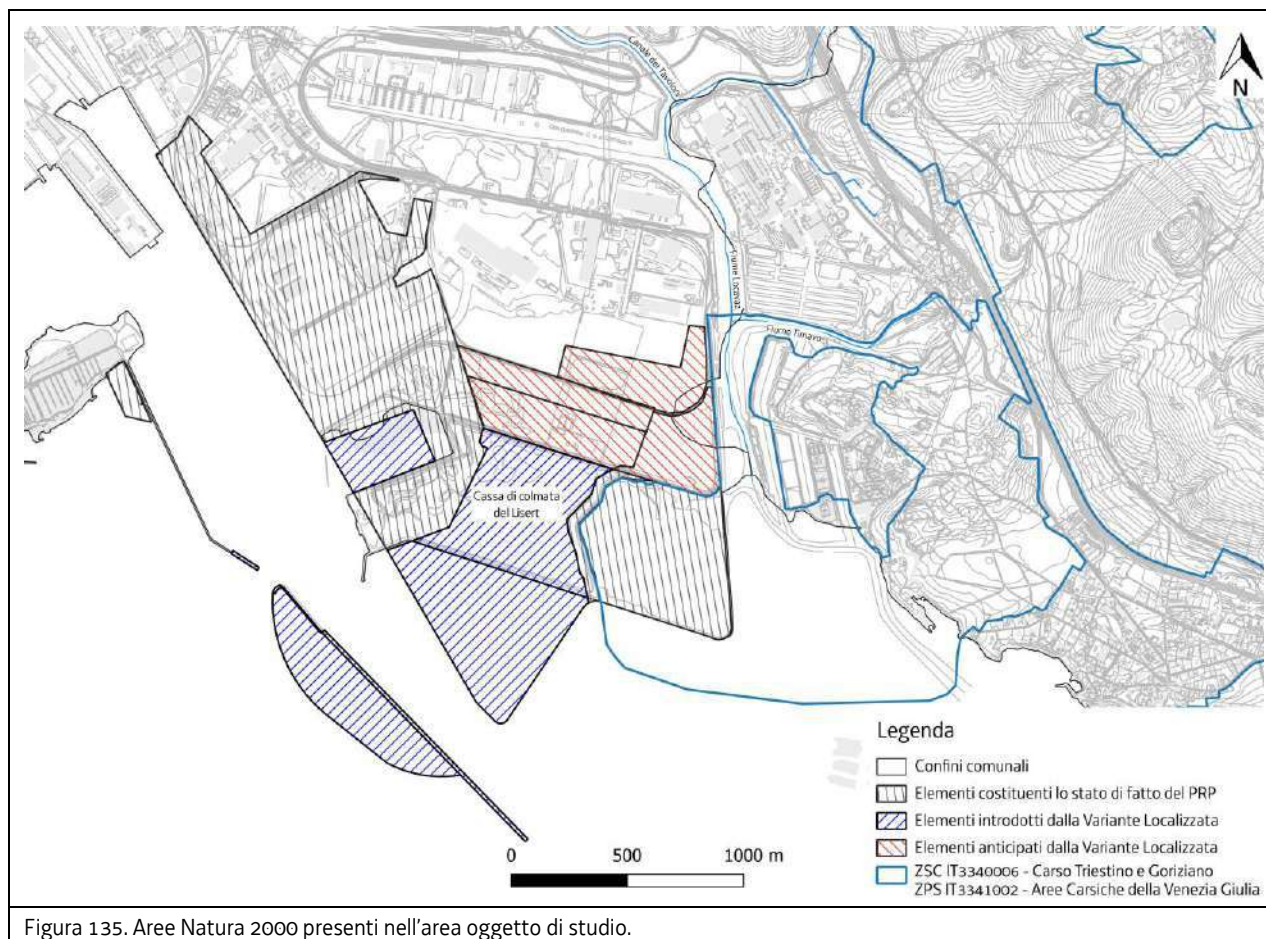 Canale dei Tavoloni
N
Fiume Locavaz
Fiume Timavo
Cassa di colmata
del Lisert
Legenda
Confini comunali
Elementi costituenti lo stato di fatto del PRP
Elementi introdotti dalla Variante Localizzata
Elementi anticipati dalla Variante Localizzata
ZSC IT3340006 - Carso Triestino e Goriziano
ZPS IT3341002 - Aree Carsiche della Venezia Giulia
0 500 1000 m
Figura 135. Aree Natura 2000 presenti nell'area oggetto di studio.